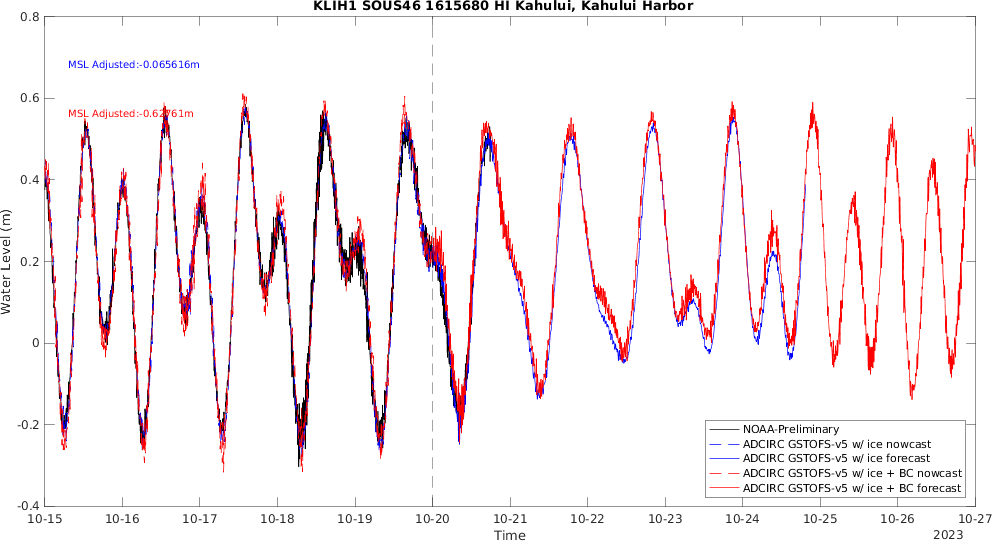 KLIH1 SOUS46 1615680 HI Kahului, Kahului Harbor
MSL Adjusted:-0.065616m
MSL Adjusted:-0.62761m
Water Level (m)
0.8
0.6
0.4
0.2
0
-0.2
-0.4
10-15 10-16 10-17 10-18 10-19 10-20 10-21 10-22 10-23 10-24 10-25 10-26 10-27
Time
2023
NOAA-Preliminary
ADCIRC GSTOFS-v5 w/ ice nowcast
ADCIRC GSTOFS-v5 w/ ice forecast
ADCIRC GSTOFS-v5 w/ ice + BC nowcast
ADCIRC GSTOFS-v5 w/ ice + BC forecast